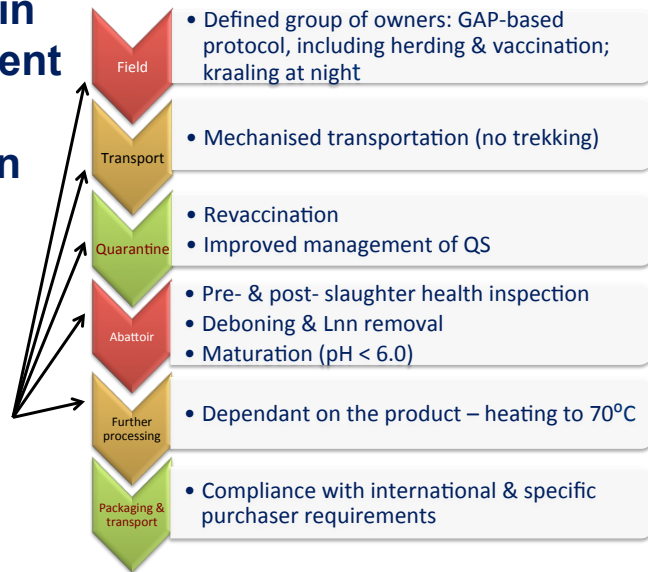 in
ent
n
Field
• Defined group of owners: GAP-based
protocol, including herding & vaccination;
kraaling at night
Transport
• Mechanised transportation (no trekking)
Quarantine
• Revaccination
• Improved management of QS
Abattoir
• Pre- & post- slaughter health inspection
• Deboning & Lnn removal
• Maturation (pH < 6.0)
Further
processing
• Dependant on the product – heating to 70⁰C
Packaging &
transport
• Compliance with international & specific
purchaser requirements